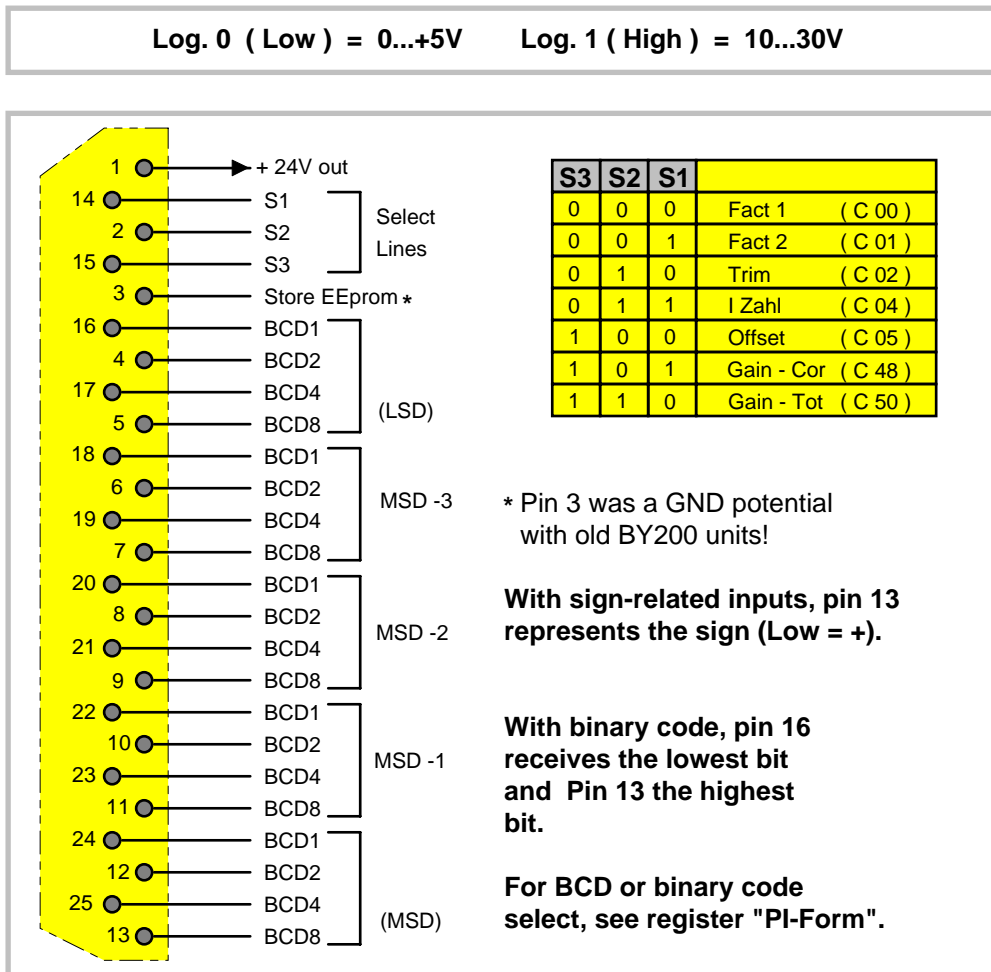 Log. 0 ( Low ) = 0...+5V Log. 1 ( High ) = 10...30V
1 + 24V out
14 S1
2 S2
15 S3
Select
Lines
3 Store EEprom *
16 BCD1
4 BCD2
17 BCD4
5 BCD8
(LSD)
18 BCD1
6 BCD2
19 BCD4
7 BCD8
MSD -3
20 BCD1
8 BCD2
21 BCD4
9 BCD8
MSD -2
22 BCD1
10 BCD2
23 BCD4
11 BCD8
MSD -1
24 BCD1
12 BCD2
25 BCD4
13 BCD8
(MSD)
S3 S2 S1
0 0 0 Fact 1 ( C 00 )
0 0 1 Fact 2 ( C 01 )
0 1 0 Trim ( C 02 )
0 1 1 I Zahl ( C 04 )
1 0 0 Offset ( C 05 )
1 0 1 Gain - Cor ( C 48 )
1 1 0 Gain - Tot ( C 50 )
* Pin 3 was a GND potential
with old BY200 units!
With sign-related inputs, pin 13
represents the sign (Low = +).
With binary code, pin 16
receives the lowest bit
and Pin 13 the highest
bit.
For BCD or binary code
select, see register "PI-Form".